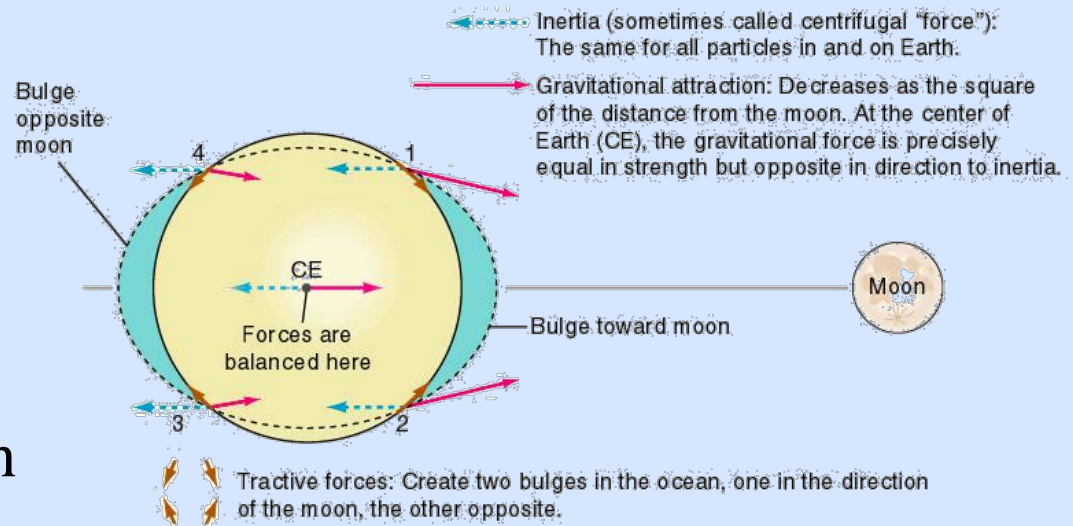 Inertia (sometimes called centrifugal "force"):
The same for all particles in and on Earth.
Gravitational attraction: Decreases as the square
of the distance from the moon. At the center of
Earth (CE), the gravitational force is precisely
equal in strength but opposite in direction to inertia.
Bulge
opposite
moon
4
1
CE
Forces are
balanced here
Moon
Bulge toward moon
3
2
n
Tractive forces: Create two bulges in the ocean, one in the direction
of the moon, the other opposite.